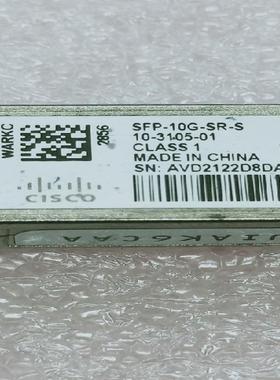 WARKC
2856
SFP-10G-SR-S
10-3105-01
CLASS 1
MADE IN CHINA
SN: AVD2122D8DA
CISCO